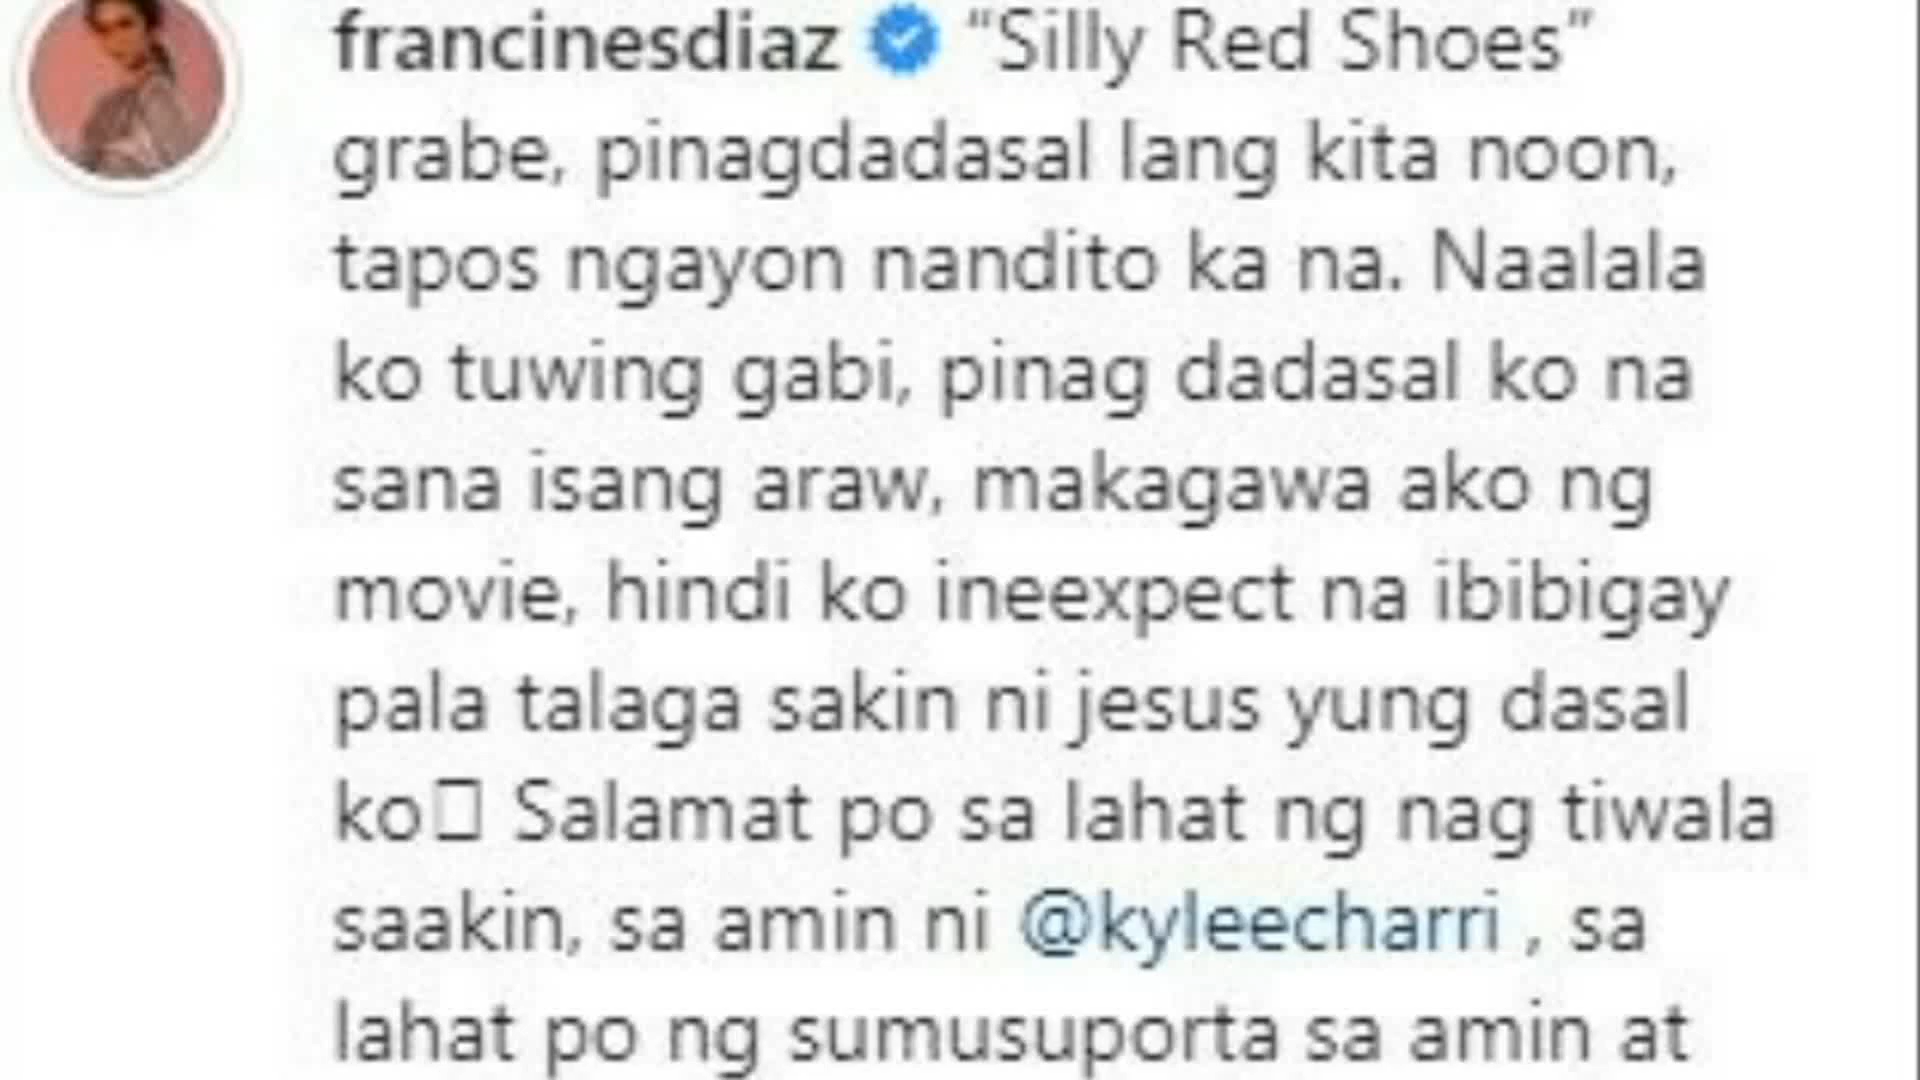 francinesdiaz “Silly Red Shoes”
grabe, pinagdadasal lang kita noon,
tapos ngayon nandito ka na. Naalala
ko tuwing gabi, pinag dadasal ko na
sana isang araw, makagawa ako ng
movie, hindi ko ineexpect na ibibigay
pala talaga sakin ni jesus yung dasal
ko▯ Salamat po sa lahat ng nag tiwala
saakin, sa amin ni @kyleecharri , sa
lahat po ng sumusuporta sa amin at